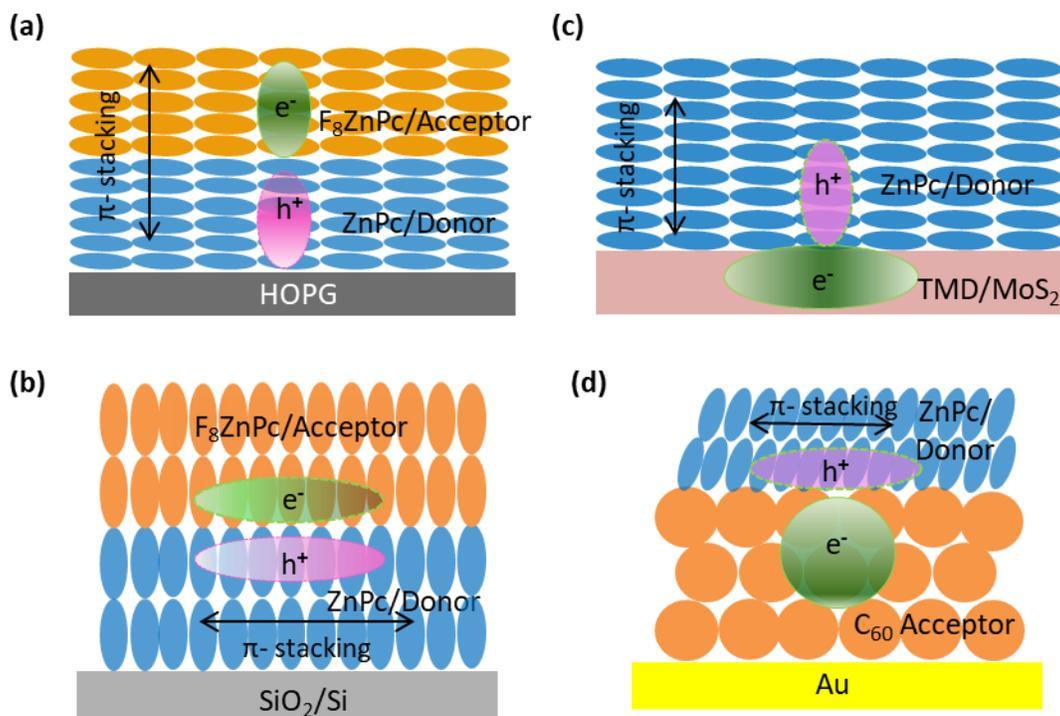 (a)
π- stacking
e⁻
F₈ZnPc/Acceptor
h⁺
ZnPc/Donor
HOPG
(c)
π- stacking
h⁺
ZnPc/Donor
e⁻
TMD/MoS₂
(b)
F₈ZnPc/Acceptor
e⁻
h⁺
ZnPc/Donor
π- stacking
SiO₂/Si
(d)
π- stacking
ZnPc/
Donor
h⁺
e⁻
C₆₀ Acceptor
Au